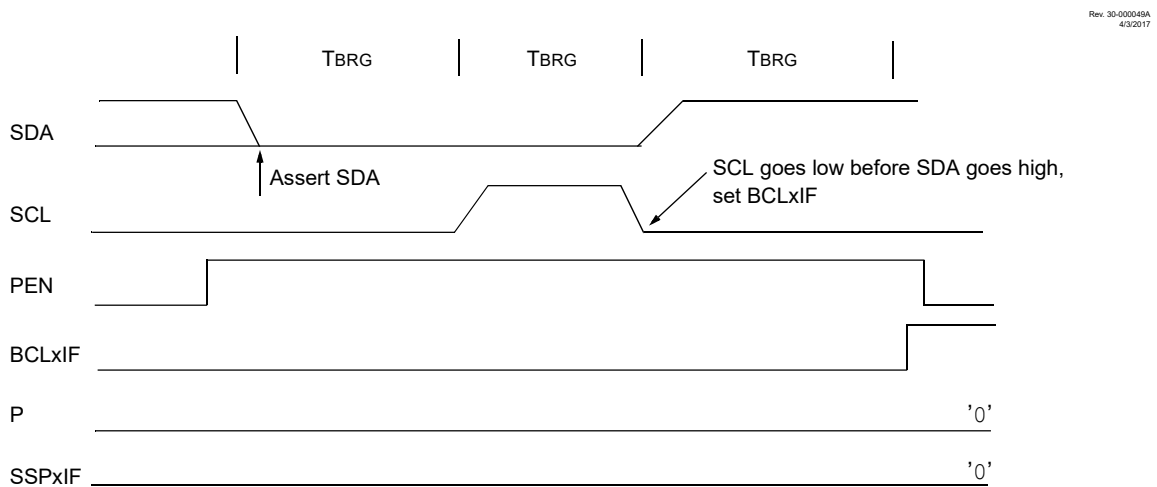 Rev. 30-000049A
4/3/2017
TBRG TBRG TBRG
SDA
Assert SDA
SCL goes low before SDA goes high,
set BCLxIF
SCL
PEN
BCLxIF
P '0'
SSPxIF '0'